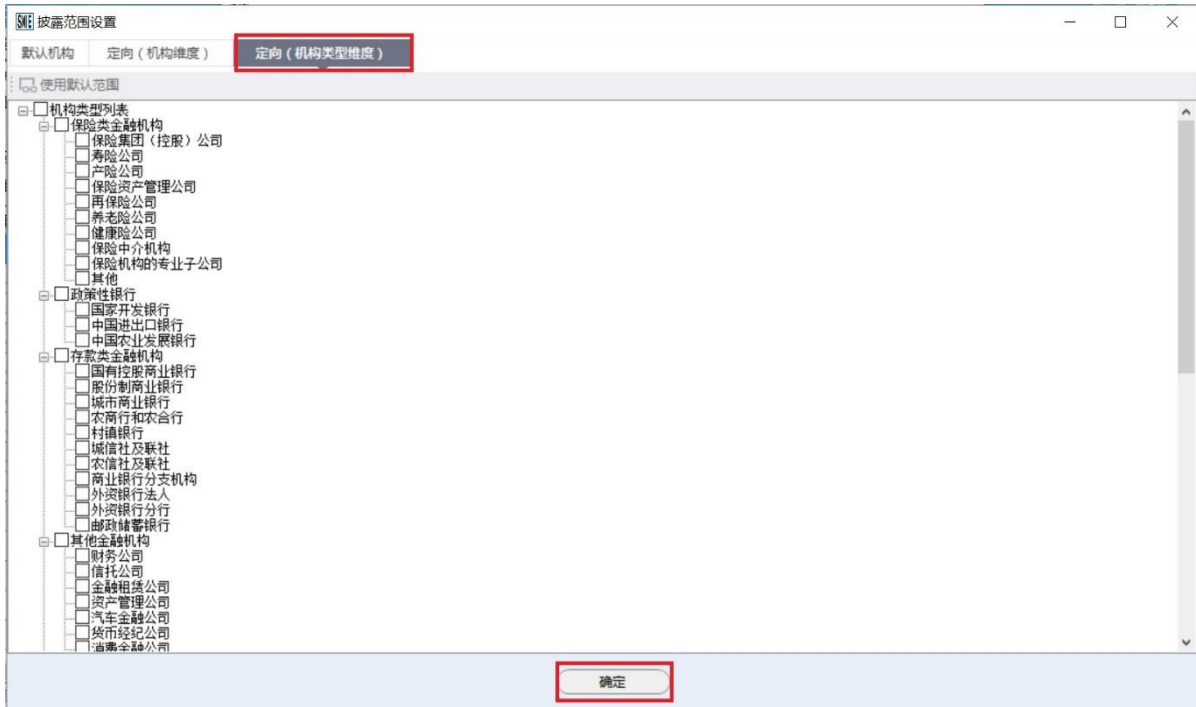 SME 披露范围设置
默认机构 定向（机构维度） 定向（机构类型维度）
使用默认范围
机构类型列表
保险类金融机构
保险集团（控股）公司
寿险公司
产险公司
保险资产管理公司
再保险公司
养老险公司
健康险公司
保险中介机构
保险机构的专业子公司
其他
政策性银行
国家开发银行
中国进出口银行
中国农业发展银行
存款类金融机构
国有控股商业银行
股份制商业银行
城市商业银行
农商行和农合行
村镇银行
城信社及联社
农信社及联社
商业银行分支机构
外资银行法人
外资银行分行
邮政储蓄银行
其他金融机构
财务公司
信托公司
金融租赁公司
资产管理公司
汽车金融公司
货币经纪公司
消费金融公司
确定